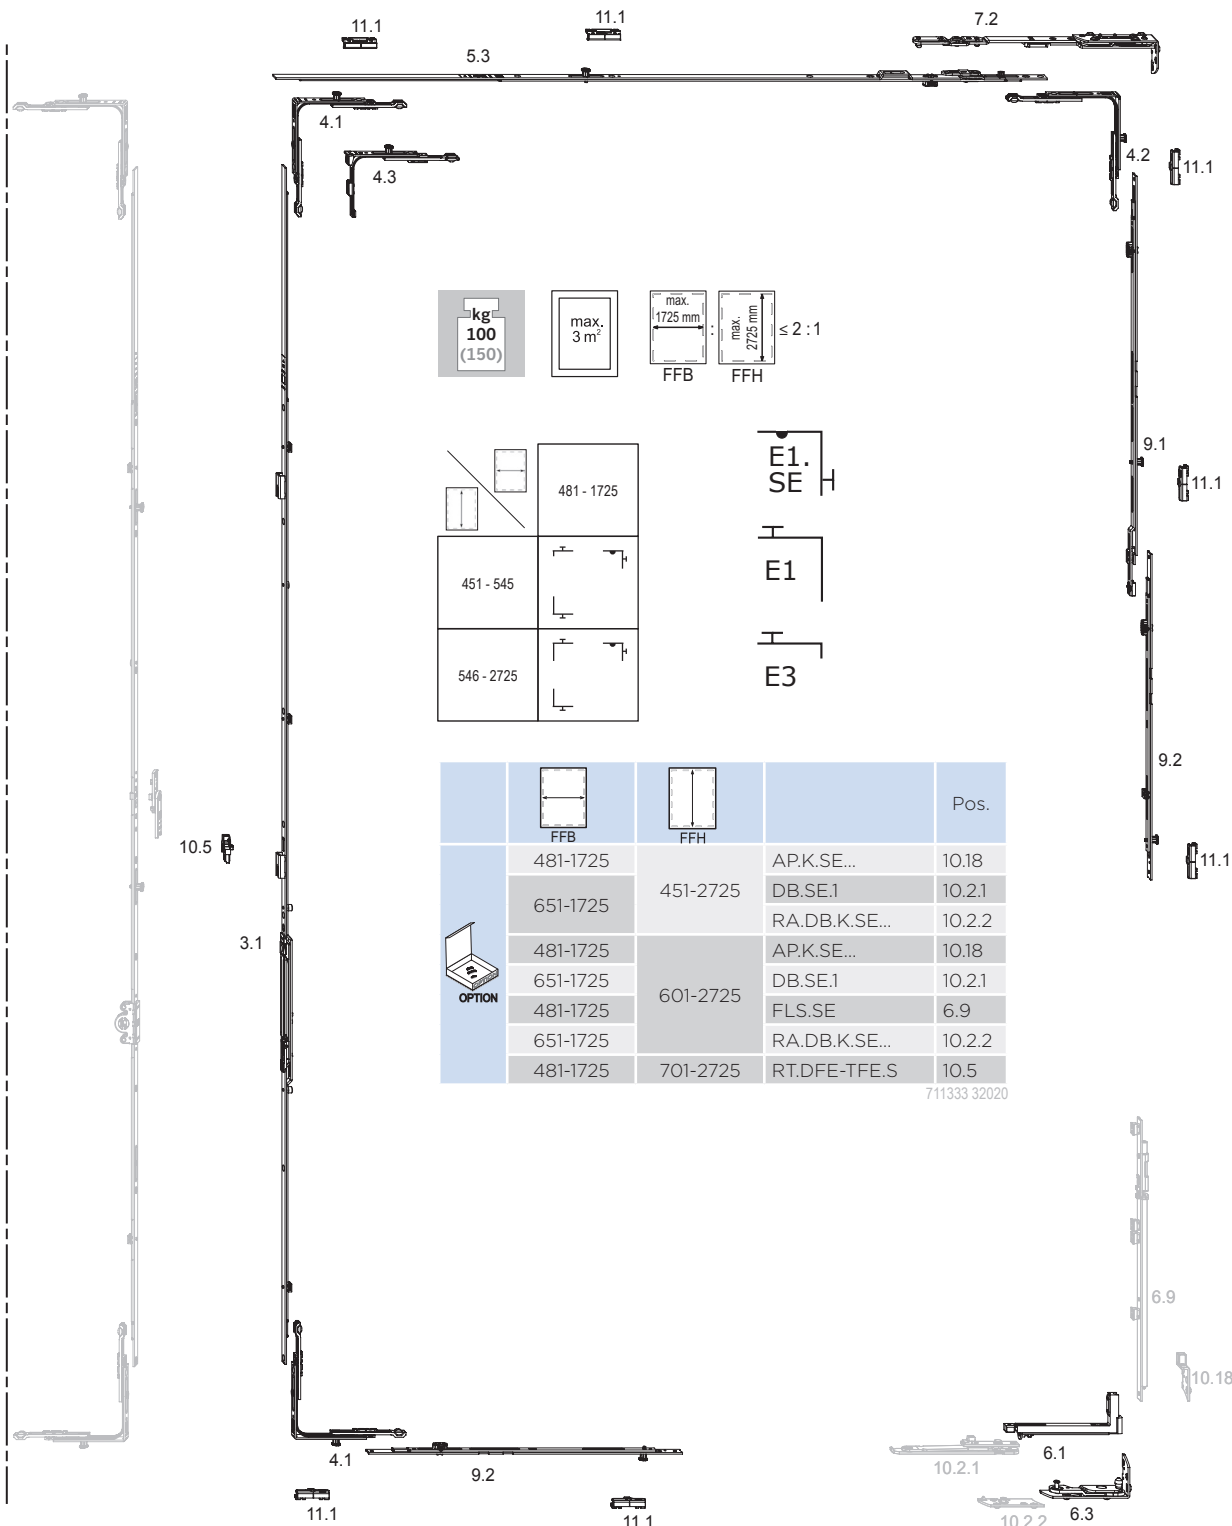 11.1
11.1
7.2
5.3
4.1
4.2
11.1
4.3
kg
100
(150)
max.
3 m²
max.
1725 mm
:
max.
2725 mm
≤ 2 : 1
FFB
FFH
481 - 1725
451 - 545
546 - 2725
E1.
SE
E1
E3
9.1
11.1
9.2
11.1
10.5
3.1
FFB
FFH
Pos.
481-1725
451-2725
AP.K.SE...
10.18
651-1725
DB.SE.1
10.2.1
RA.DB.K.SE...
10.2.2
OPTION
481-1725
601-2725
AP.K.SE...
10.18
651-1725
DB.SE.1
10.2.1
481-1725
FLS.SE
6.9
651-1725
RA.DB.K.SE...
10.2.2
481-1725
701-2725
RT.DFE-TFE.S
10.5
711333 32020
6.9
10.18
4.1
9.2
10.2.1
6.1
11.1
11.1
10.2.2
6.3